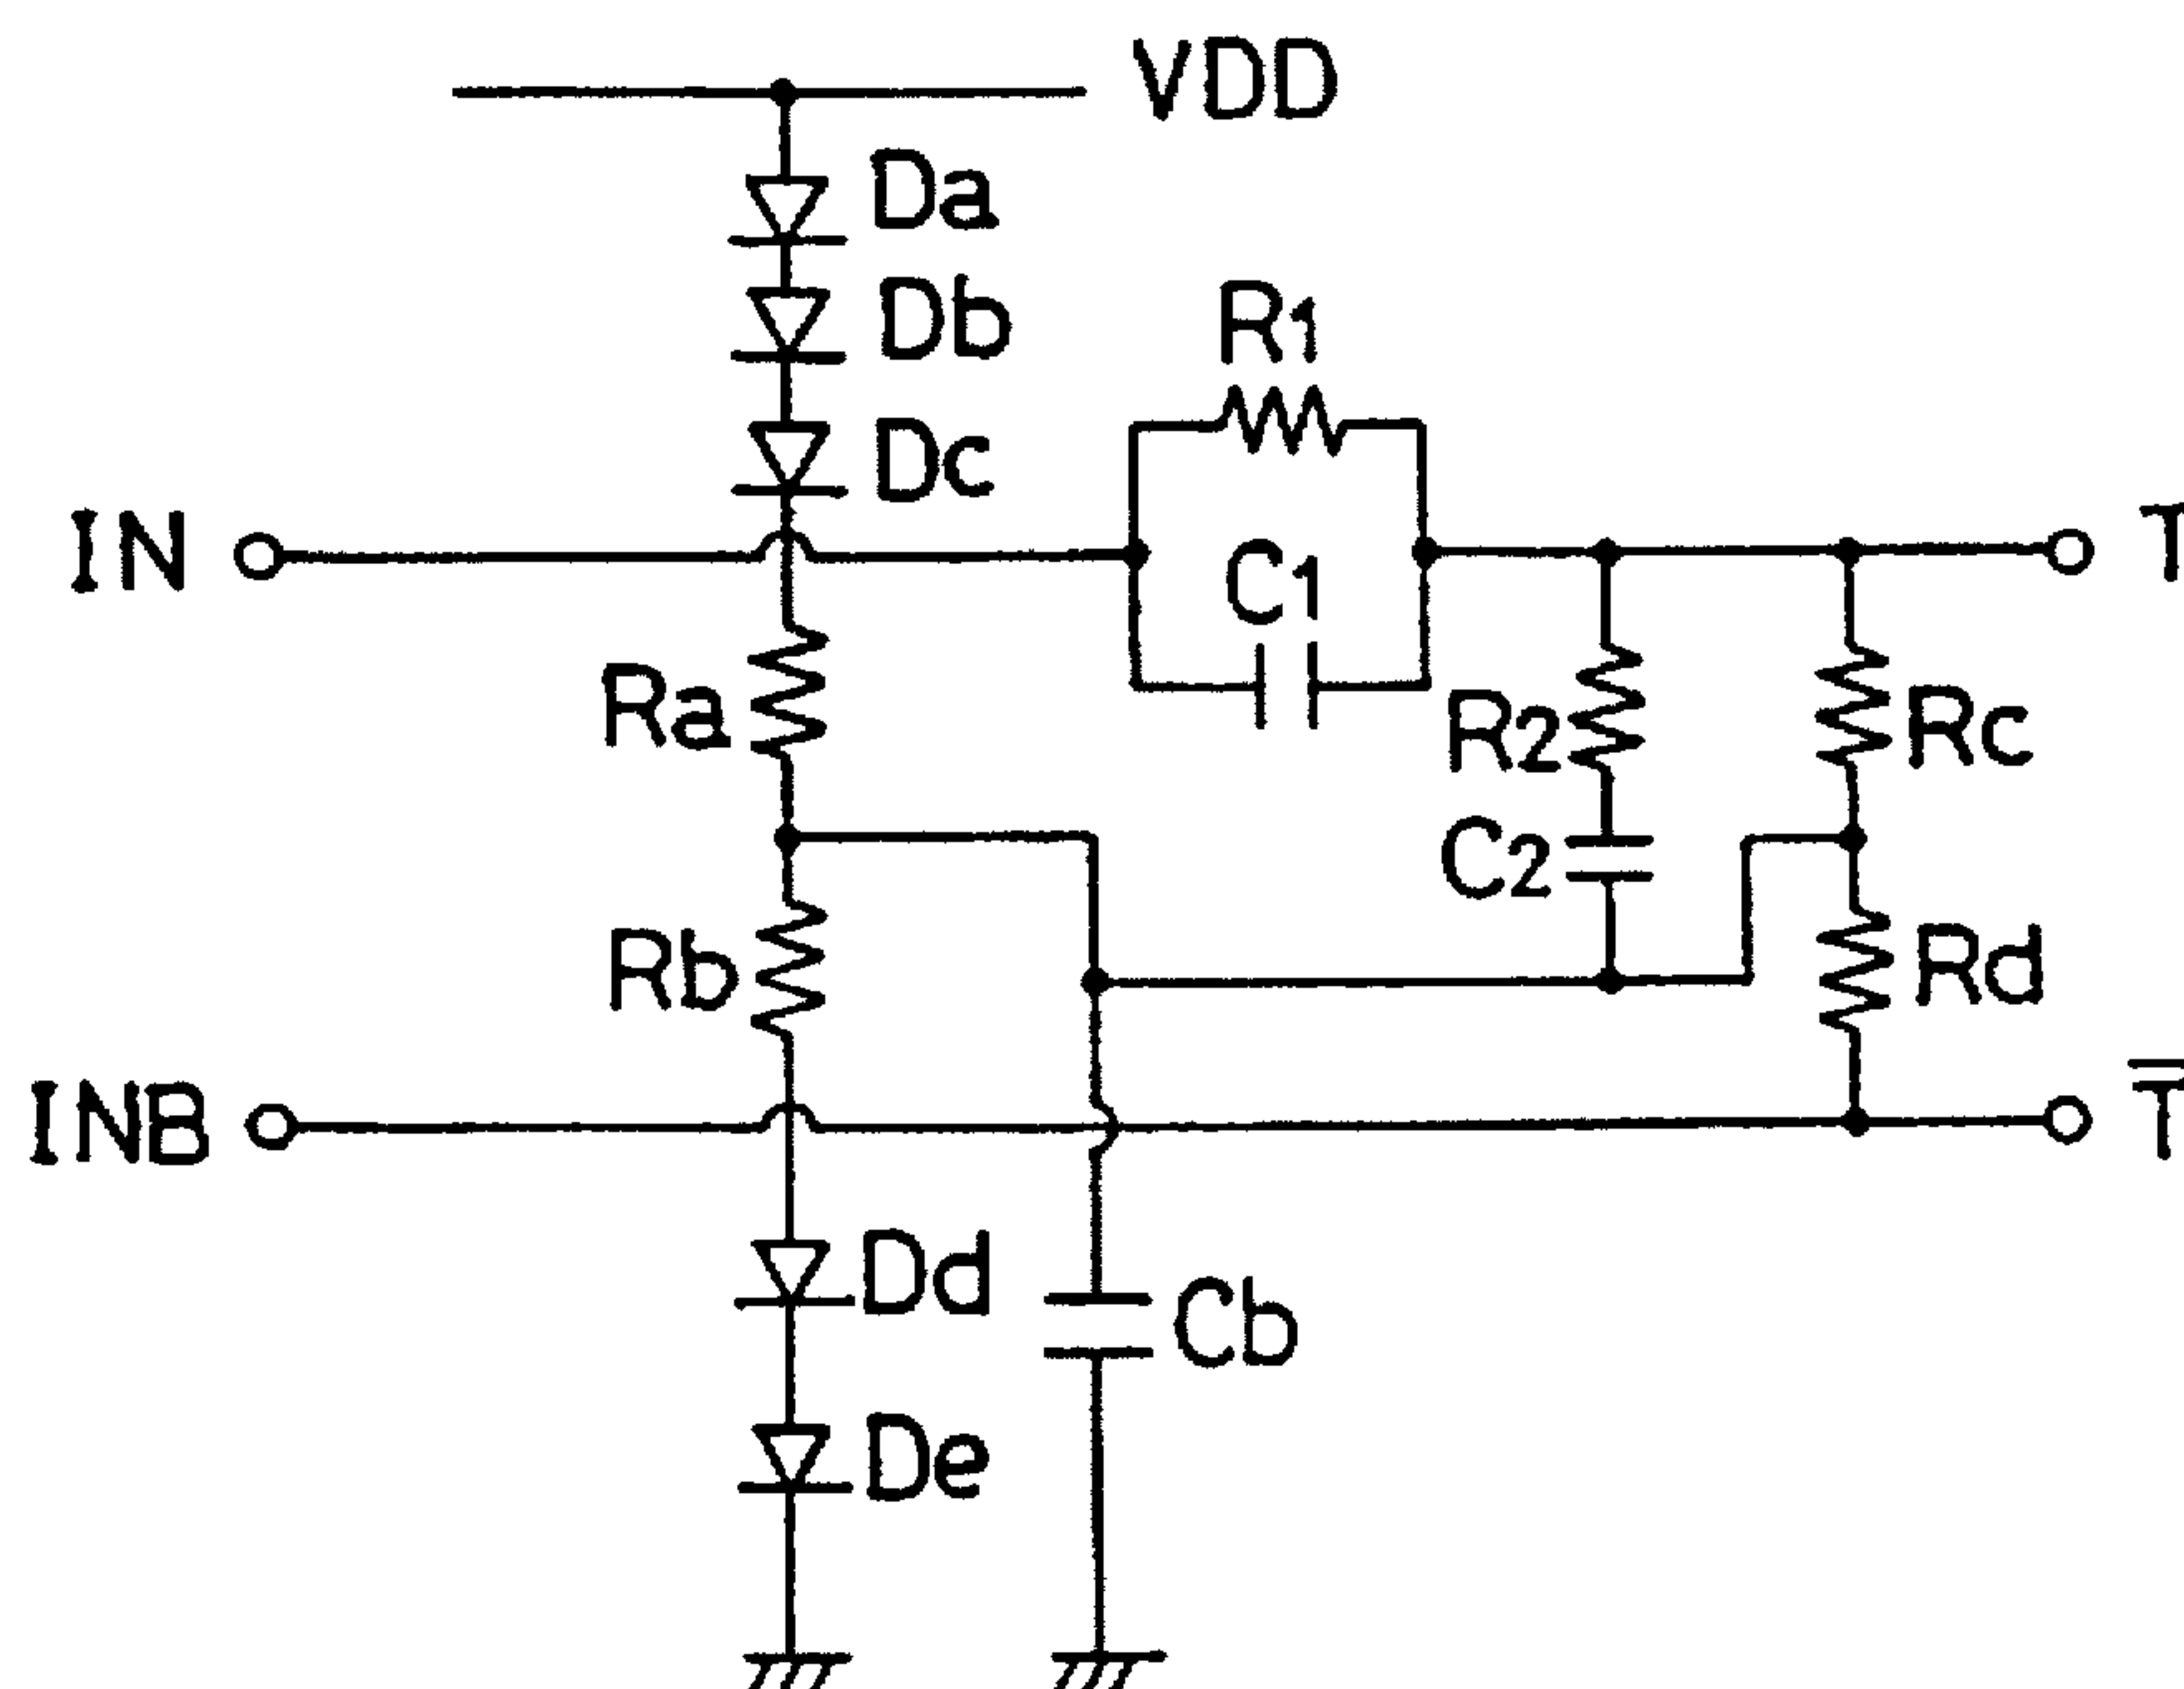 VDD
Da
Db
R1
Dc
IN
T
C1
Ra
R2
Rc
C2
Rb
Rd
INB
T̅
Dd
Cb
De